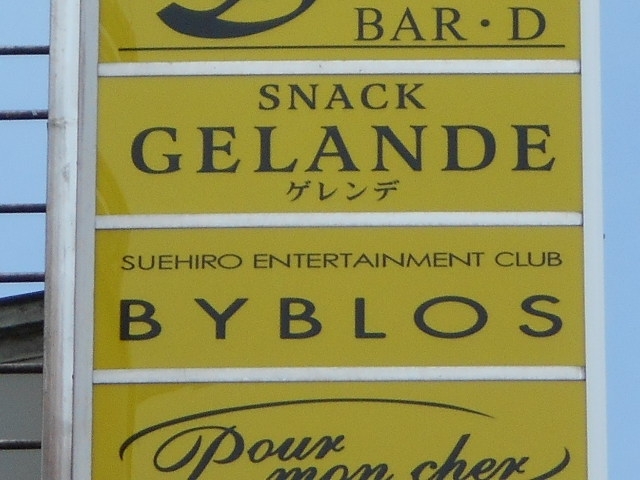 BAR・D
SNACK
GELANDE
ゲレンデ
SUEHIRO ENTERTAINMENT CLUB
BYBLOS
Pour
mon cher